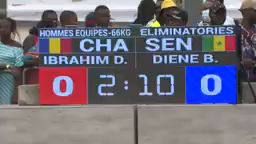 HOMMES EQUIPES-66KG ELIMINATORIES
CHA SEN
IBRAHIM D. DIENE B.
0 2:10 0